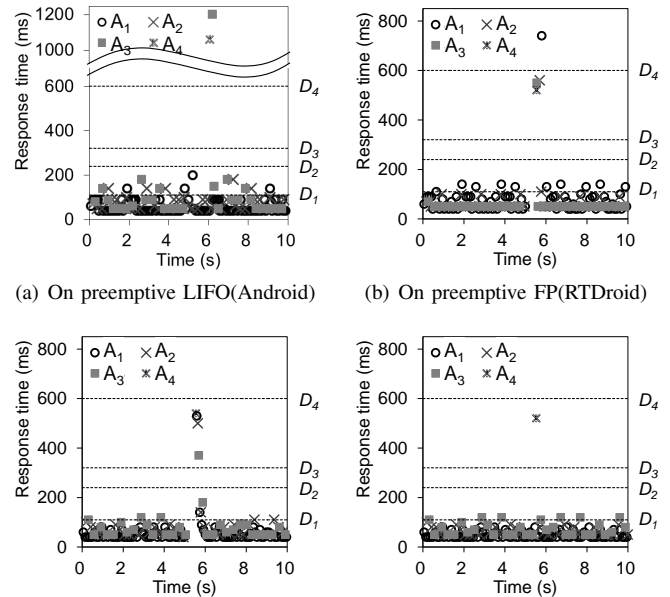 1200
1000
600
400
200
0
Response time (ms)
A1 A2
A3 A4
D4
D3
D2
D1
0 2 4 6 8 10
Time (s)
(a) On preemptive LIFO(Android)
800
600
400
200
0
Response time (ms)
A1 A2
A3 A4
D4
D3
D2
D1
0 2 4 6 8 10
Time (s)
(b) On preemptive FP(RTDroid)
800
600
400
200
0
Response time (ms)
A1 A2
A3 A4
D4
D3
D2
D1
0 2 4 6 8 10
Time (s)
800
600
400
200
0
Response time (ms)
A1 A2
A3 A4
D4
D3
D2
D1
0 2 4 6 8 10
Time (s)